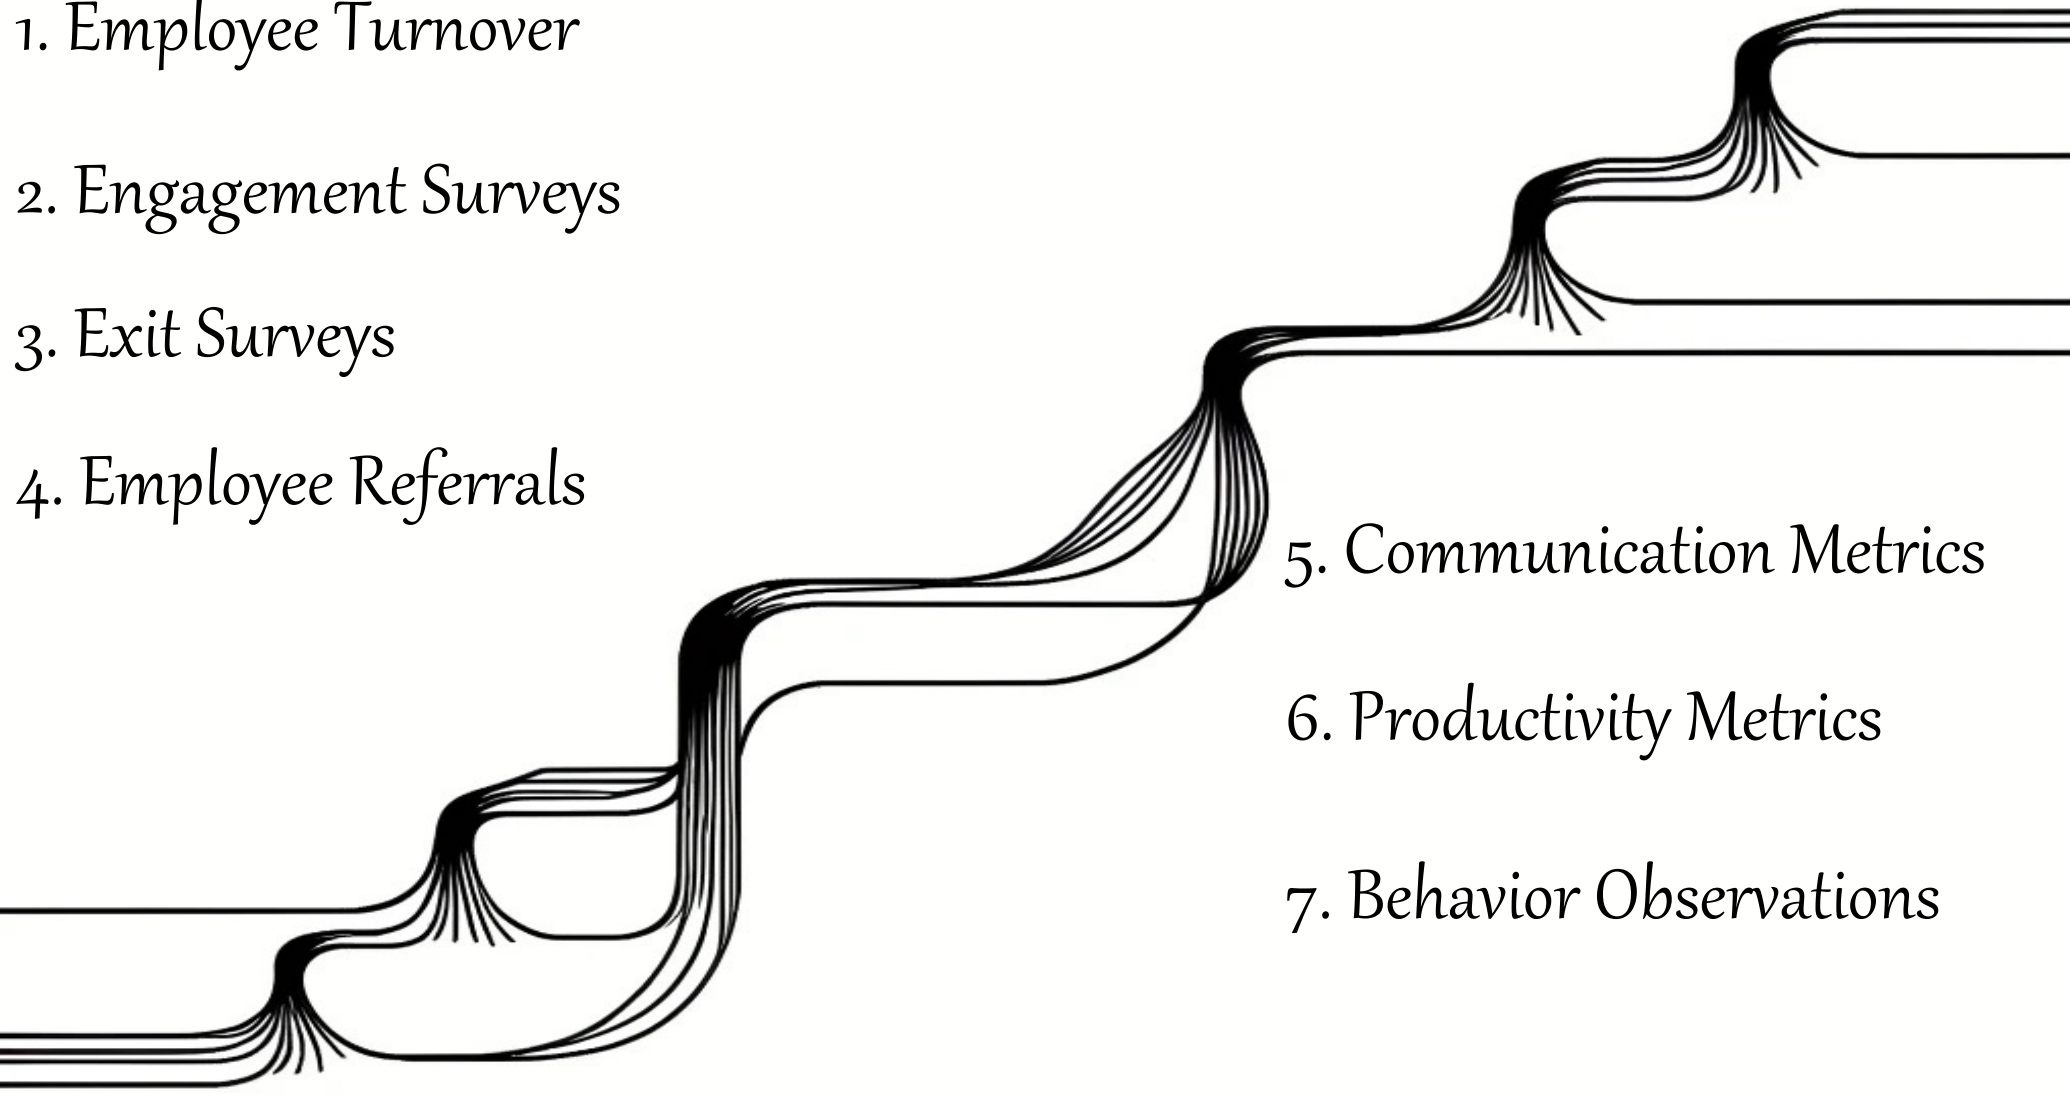 1. Employee Turnover
2. Engagement Surveys
3. Exit Surveys
4. Employee Referrals
5. Communication Metrics
6. Productivity Metrics
7. Behavior Observations